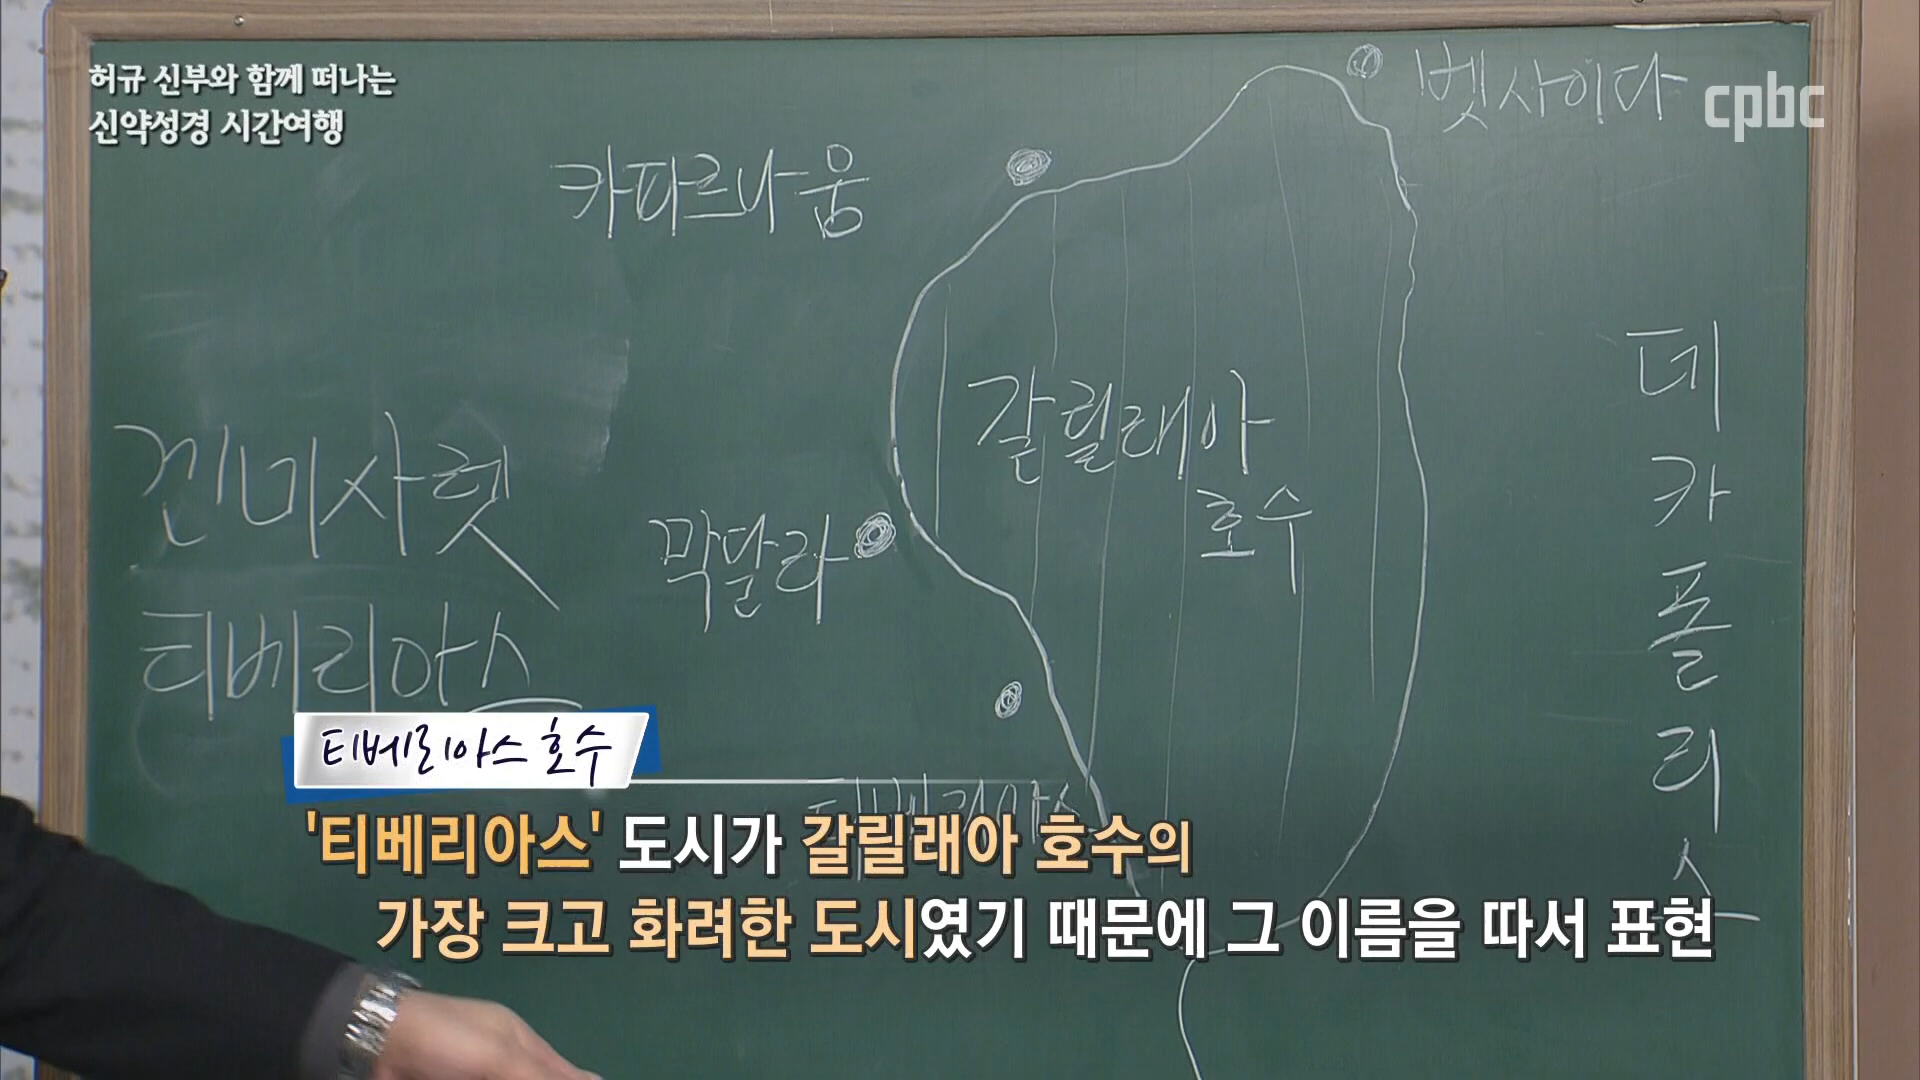 허규 신부와 함께 떠나는
신약성경 시간여행
cpbc
벳사이다
카파르나움
갈릴래아
호수
데카폴리스
겐네사렛
막달라
티베리아스
티베리아스
티베리아스 호수
'티베리아스' 도시가 갈릴래아 호수의
가장 크고 화려한 도시였기 때문에 그 이름을 따서 표현